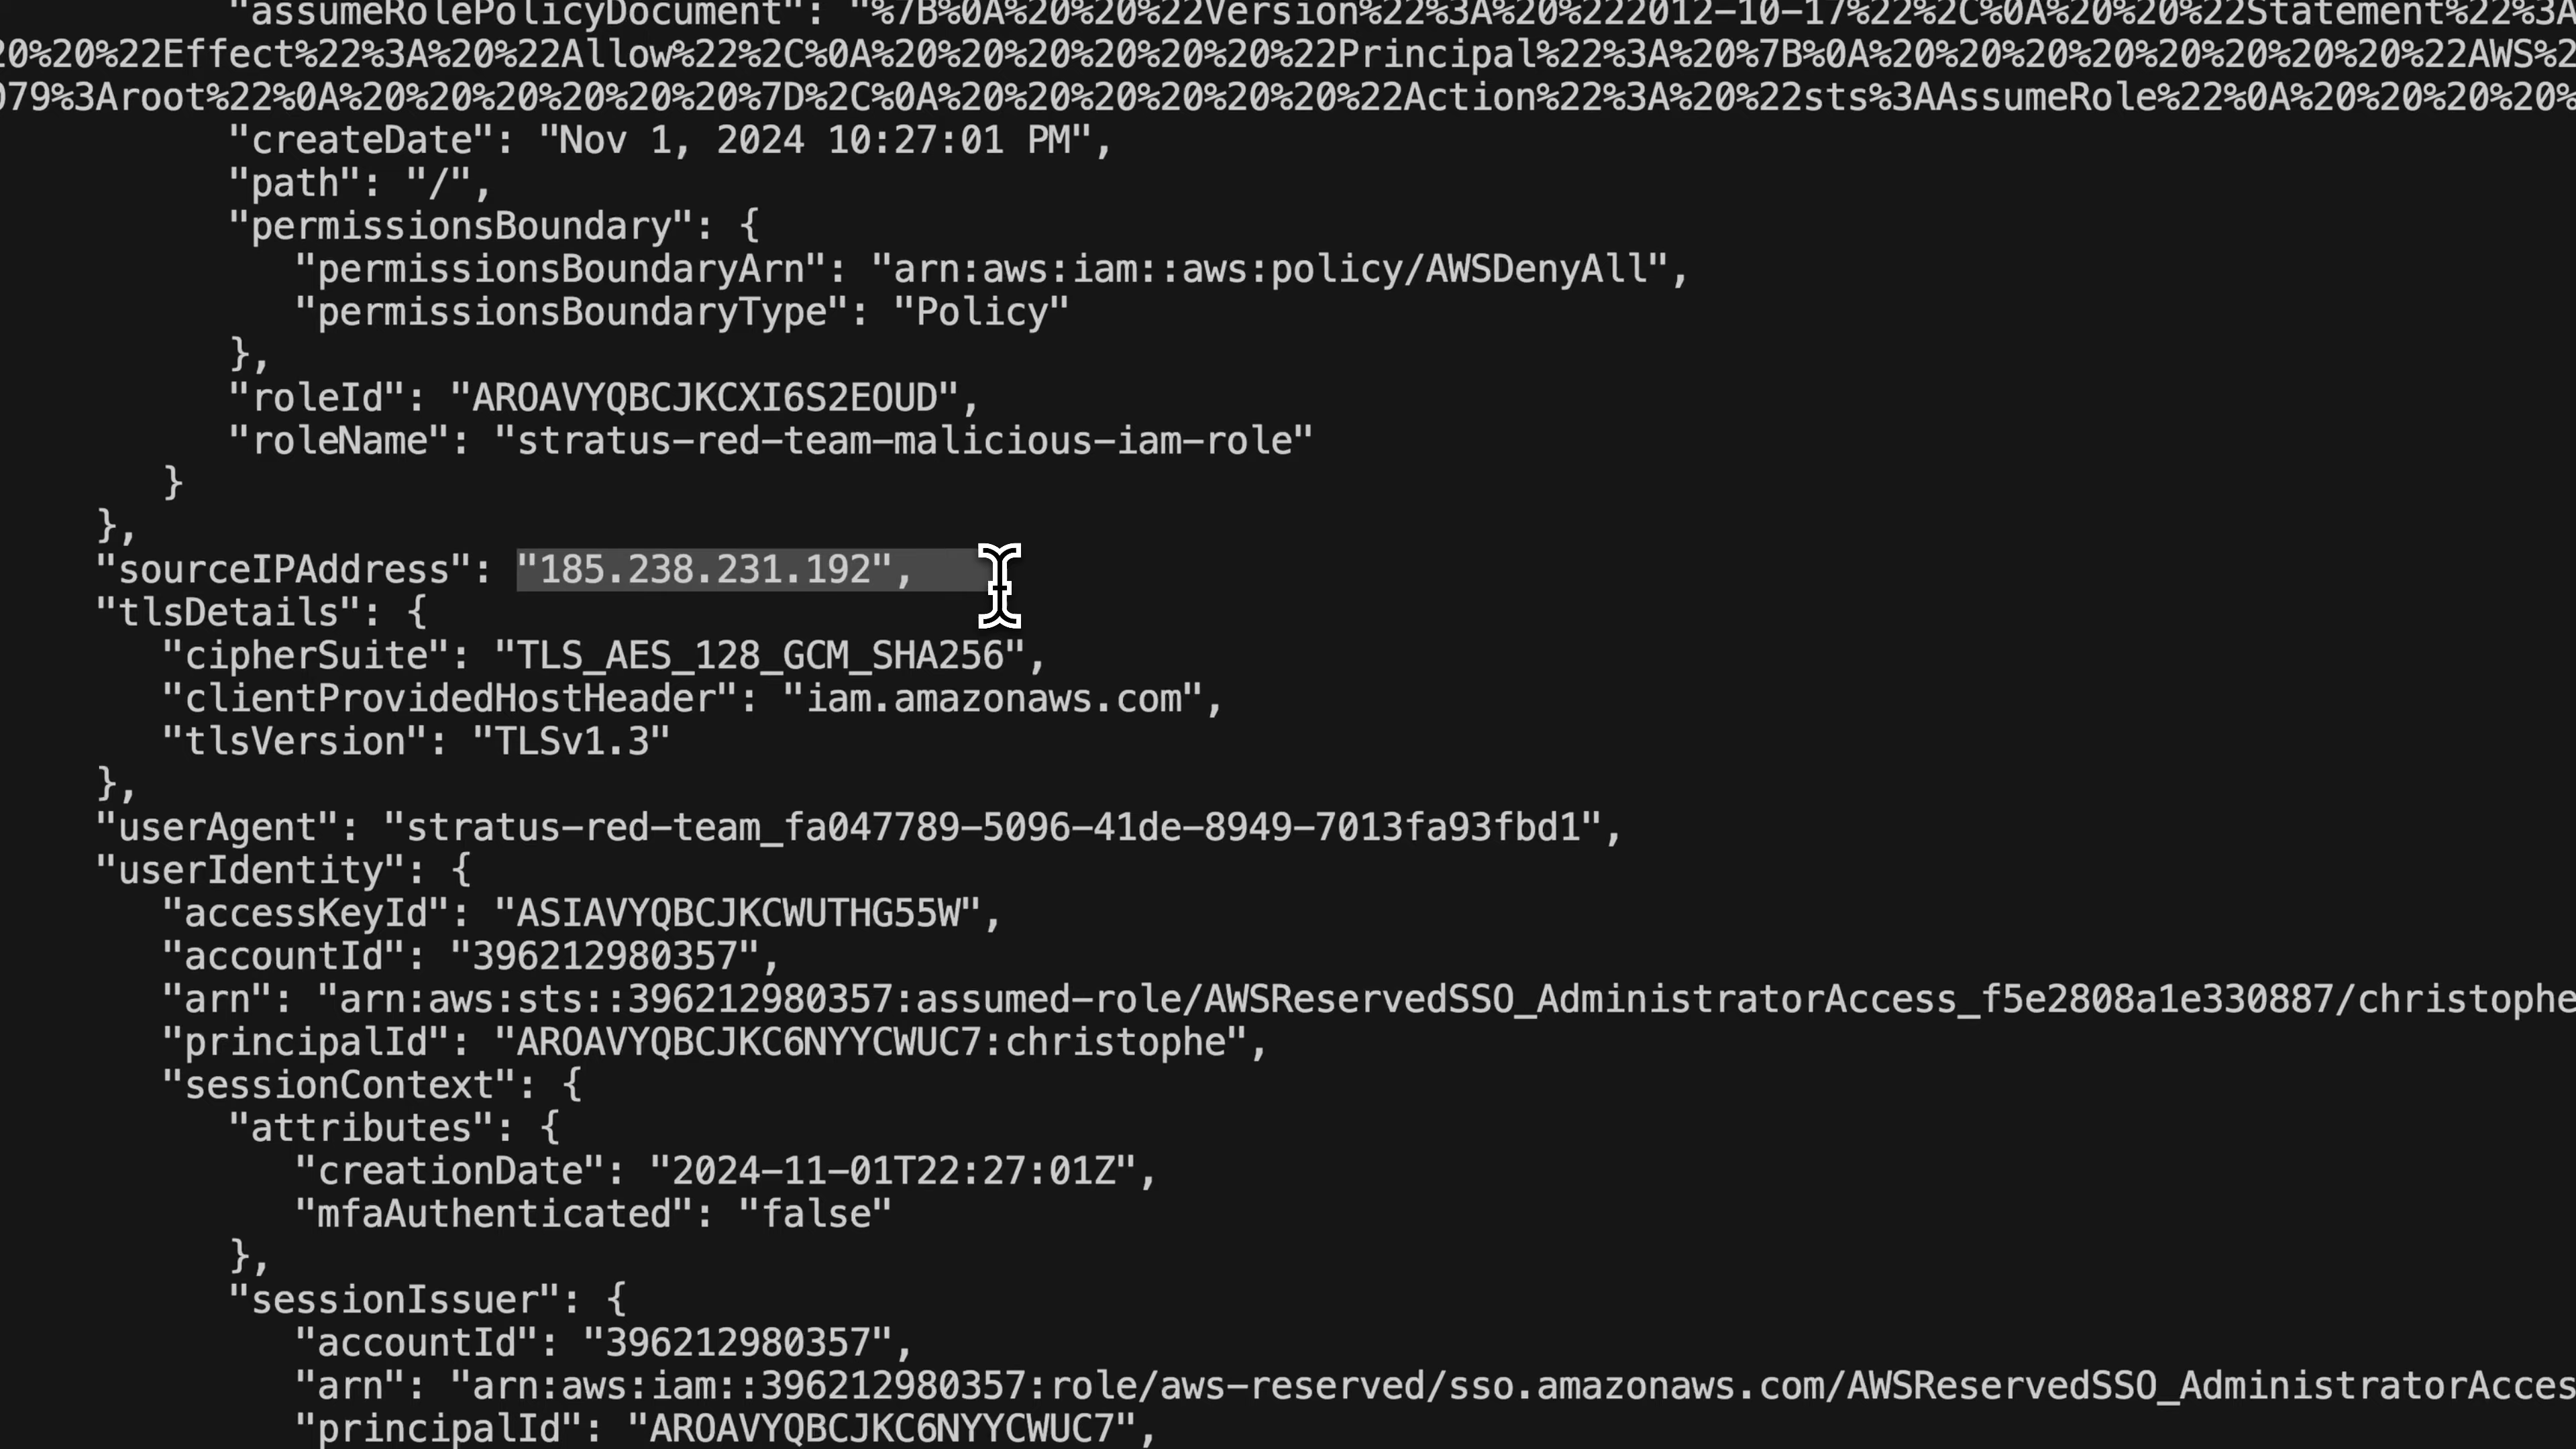 "assumeRolePolicyDocument": "%7B%0A%20%20%22Version%22%3A%20%222012-10-17%22%2C%0A%20%20%22Statement%22%3A
20%20%22Effect%22%3A%20%22Allow%22%2C%0A%20%20%20%20%20%20%22Principal%22%3A%20%7B%0A%20%20%20%20%20%20%20%20%22AWS%2
079%3Aroot%22%0A%20%20%20%20%20%20%7D%2C%0A%20%20%20%20%20%20%22Action%22%3A%20%22sts%3AAssumeRole%22%0A%20%20%20%20%
"createDate": "Nov 1, 2024 10:27:01 PM",
"path": "/",
"permissionsBoundary": {
"permissionsBoundaryArn": "arn:aws:iam::aws:policy/AWSDenyAll",
"permissionsBoundaryType": "Policy"
},
"roleId": "AROAVYQBCJKCXI6S2EOUD",
"roleName": "stratus-red-team-malicious-iam-role"
}
},
"sourceIPAddress": "185.238.231.192",
"tlsDetails": {
"cipherSuite": "TLS_AES_128_GCM_SHA256",
"clientProvidedHostHeader": "iam.amazonaws.com",
"tlsVersion": "TLSv1.3"
},
"userAgent": "stratus-red-team_fa047789-5096-41de-8949-7013fa93fbd1",
"userIdentity": {
"accessKeyId": "ASIAVYQBCJKCWUTHG55W",
"accountId": "396212980357",
"arn": "arn:aws:sts::396212980357:assumed-role/AWSReservedSSO_AdministratorAccess_f5e2808a1e330887/christophe
"principalId": "AROAVYQBCJKC6NYYCWUC7:christophe",
"sessionContext": {
"attributes": {
"creationDate": "2024-11-01T22:27:01Z",
"mfaAuthenticated": "false"
},
"sessionIssuer": {
"accountId": "396212980357",
"arn": "arn:aws:iam::396212980357:role/aws-reserved/sso.amazonaws.com/AWSReservedSSO_AdministratorAcces
"principalId": "AROAVYQBCJKC6NYYCWUC7",